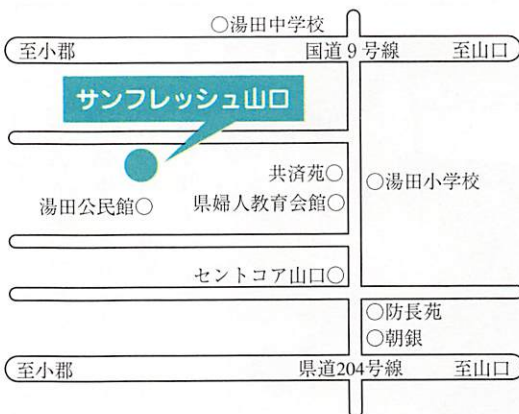 ○湯田中学校
至小郡 国道9号線 至山口
サンフレッシュ山口
共済苑○
○湯田小学校
湯田公民館○ 県婦人教育会館○
セントコア山口○
○防長苑
○朝銀
至小郡 県道204号線 至山口